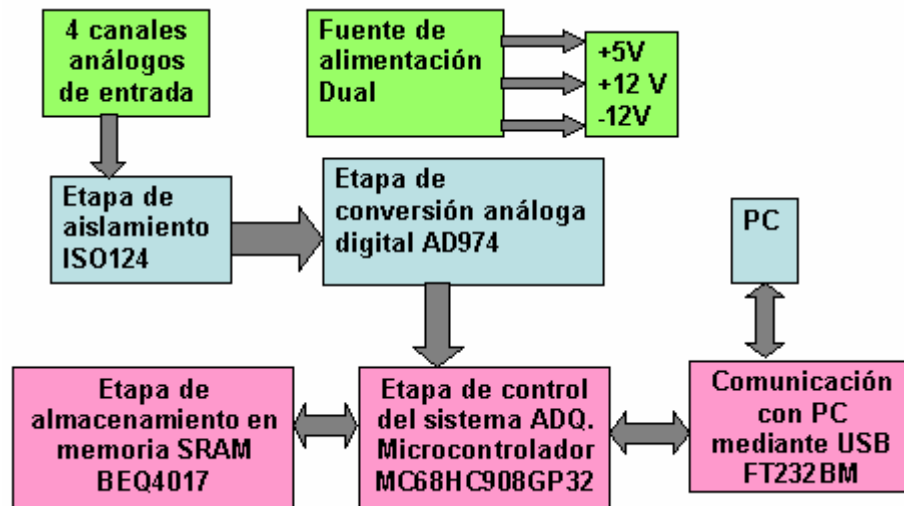 4 canales
análogos
de entrada
Fuente de
alimentación
Dual
+5V
+12 V
-12V
Etapa de
aislamiento
ISO124
Etapa de
conversión análoga
digital AD974
PC
Etapa de
almacenamiento en
memoria SRAM
BEQ4017
Etapa de control
del sistema ADQ.
Microcontrolador
MC68HC908GP32
Comunicación
con PC
mediante USB
FT232BM